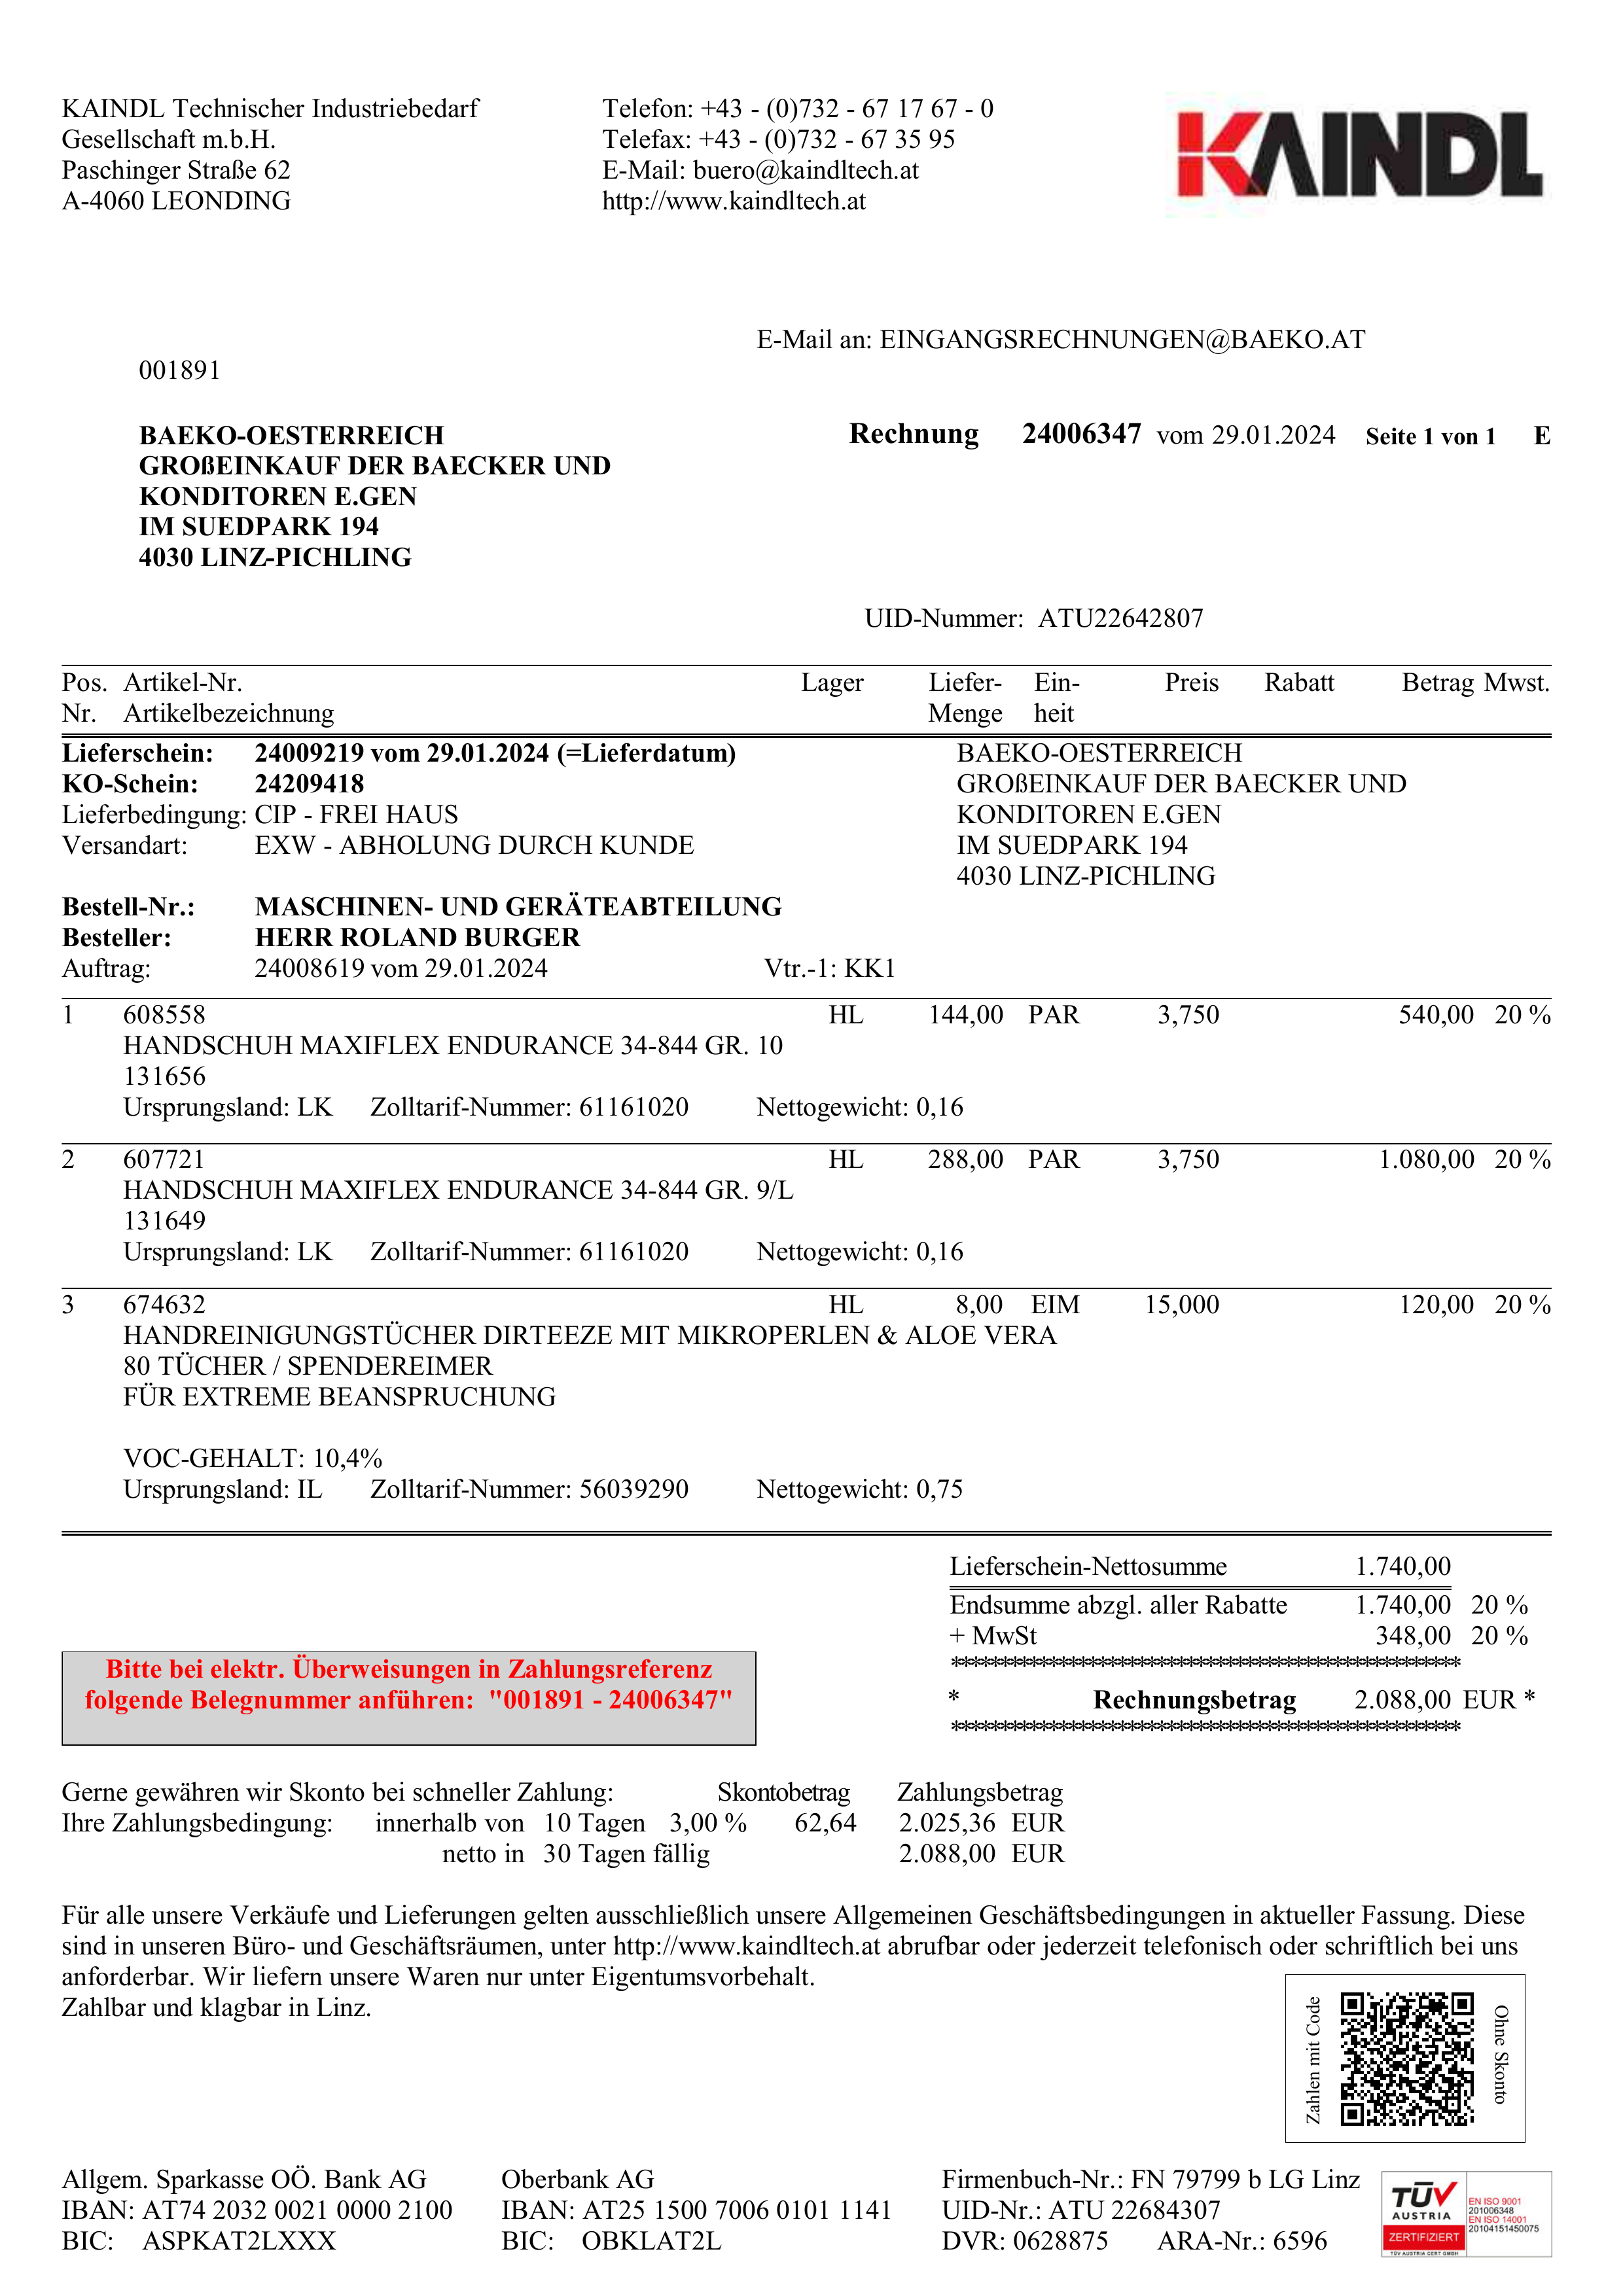 KAINDL Technischer Industriebedarf
Gesellschaft m.b.H.
Paschinger Straße 62
A-4060 LEONDING
Telefon: +43 - (0)732 - 67 17 67 - 0
Telefax: +43 - (0)732 - 67 35 95
E-Mail: buero@kaindltech.at
http://www.kaindltech.at
KAINDL
E-Mail an: EINGANGSRECHNUNGEN@BAEKO.AT
001891
BAEKO-OESTERREICH
GROßEINKAUF DER BAECKER UND
KONDITOREN E.GEN
IM SUEDPARK 194
4030 LINZ-PICHLING
Rechnung 24006347 vom 29.01.2024 Seite 1 von 1 E
UID-Nummer: ATU22642807
Pos. Artikel-Nr. Lager Liefer- Ein- Preis Rabatt Betrag Mwst.
Nr. Artikelbezeichnung Menge heit
Lieferschein: 24009219 vom 29.01.2024 (=Lieferdatum)
KO-Schein: 24209418
Lieferbedingung: CIP - FREI HAUS
Versandart: EXW - ABHOLUNG DURCH KUNDE
BAEKO-OESTERREICH
GROßEINKAUF DER BAECKER UND
KONDITOREN E.GEN
IM SUEDPARK 194
4030 LINZ-PICHLING
Bestell-Nr.: MASCHINEN- UND GERÄTEABTEILUNG
Besteller: HERR ROLAND BURGER
Auftrag: 24008619 vom 29.01.2024 Vtr.-1: KK1
1 608558 HL 144,00 PAR 3,750 540,00 20 %
HANDSCHUH MAXIFLEX ENDURANCE 34-844 GR. 10
131656
Ursprungsland: LK Zolltarif-Nummer: 61161020 Nettogewicht: 0,16
2 607721 HL 288,00 PAR 3,750 1.080,00 20 %
HANDSCHUH MAXIFLEX ENDURANCE 34-844 GR. 9/L
131649
Ursprungsland: LK Zolltarif-Nummer: 61161020 Nettogewicht: 0,16
3 674632 HL 8,00 EIM 15,000 120,00 20 %
HANDREINIGUNGSTÜCHER DIRTEEZE MIT MIKROPERLEN & ALOE VERA
80 TÜCHER / SPENDEREIMER
FÜR EXTREME BEANSPRUCHUNG
VOC-GEHALT: 10,4%
Ursprungsland: IL Zolltarif-Nummer: 56039290 Nettogewicht: 0,75
Lieferschein-Nettosumme 1.740,00
Endsumme abzgl. aller Rabatte 1.740,00 20 %
+ MwSt 348,00 20 %
* Rechnungsbetrag 2.088,00 EUR *
Bitte bei elektr. Überweisungen in Zahlungsreferenz
folgende Belegnummer anführen: "001891 - 24006347"
Gerne gewähren wir Skonto bei schneller Zahlung: Skontobetrag Zahlungsbetrag
Ihre Zahlungsbedingung: innerhalb von 10 Tagen 3,00 % 62,64 2.025,36 EUR
netto in 30 Tagen fällig 2.088,00 EUR
Für alle unsere Verkäufe und Lieferungen gelten ausschließlich unsere Allgemeinen Geschäftsbedingungen in aktueller Fassung. Diese
sind in unseren Büro- und Geschäftsräumen, unter http://www.kaindltech.at abrufbar oder jederzeit telefonisch oder schriftlich bei uns
anforderbar. Wir liefern unsere Waren nur unter Eigentumsvorbehalt.
Zahlbar und klagbar in Linz.
Zahlen mit Code
Ohne Skonto
Allgem. Sparkasse OÖ. Bank AG
IBAN: AT74 2032 0021 0000 2100
BIC: ASPKAT2LXXX
Oberbank AG
IBAN: AT25 1500 7006 0101 1141
BIC: OBKLAT2L
Firmenbuch-Nr.: FN 79799 b LG Linz
UID-Nr.: ATU 22684307
DVR: 0628875 ARA-Nr.: 6596
TÜV
AUSTRIA
ZERTIFIZIERT
TÜV AUSTRIA CERT GMBH
EN ISO 9001
201006348
EN ISO 14001
20104151450075